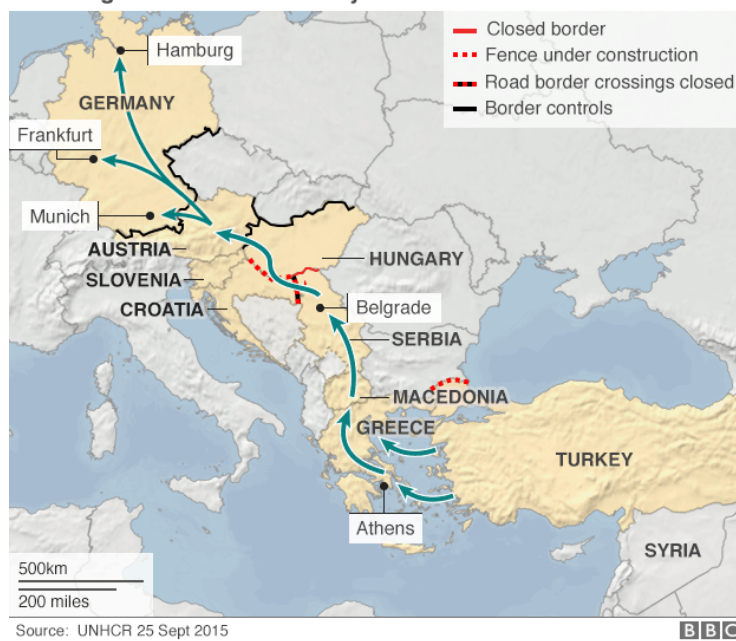 Closed border
Fence under construction
Road border crossings closed
Border controls
Hamburg
GERMANY
Frankfurt
Munich
AUSTRIA
HUNGARY
SLOVENIA
CROATIA
Belgrade
SERBIA
MACEDONIA
GREECE
TURKEY
Athens
SYRIA
500km
200 miles
Source: UNHCR 25 Sept 2015
BBC